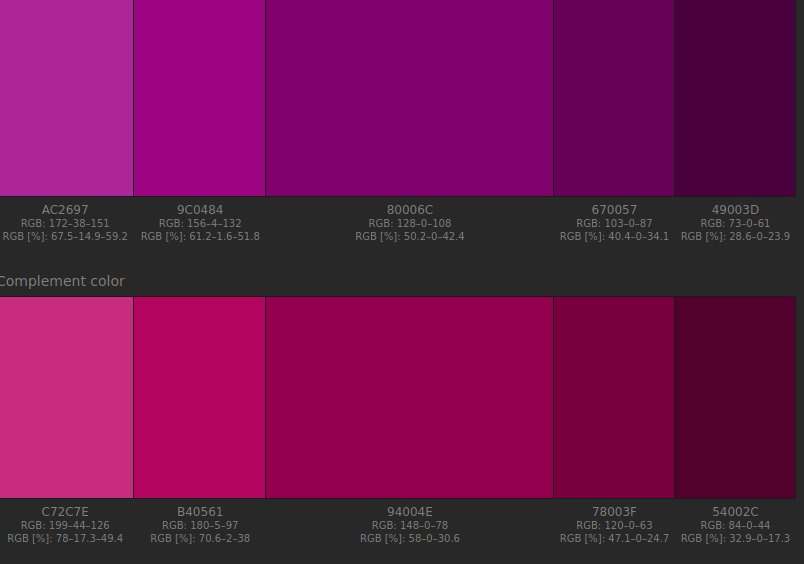 AC2697
RGB: 172–38–151
RGB [%]: 67.5–14.9–59.2
9C0484
RGB: 156–4–132
RGB [%]: 61.2–1.6–51.8
80006C
RGB: 128–0–108
RGB [%]: 50.2–0–42.4
670057
RGB: 103–0–87
RGB [%]: 40.4–0–34.1
49003D
RGB: 73–0–61
RGB [%]: 28.6–0–23.9
Complement color
C72C7E
RGB: 199–44–126
RGB [%]: 78–17.3–49.4
B40561
RGB: 180–5–97
RGB [%]: 70.6–2–38
94004E
RGB: 148–0–78
RGB [%]: 58–0–30.6
78003F
RGB: 120–0–63
RGB [%]: 47.1–0–24.7
54002C
RGB: 84–0–44
RGB [%]: 32.9–0–17.3